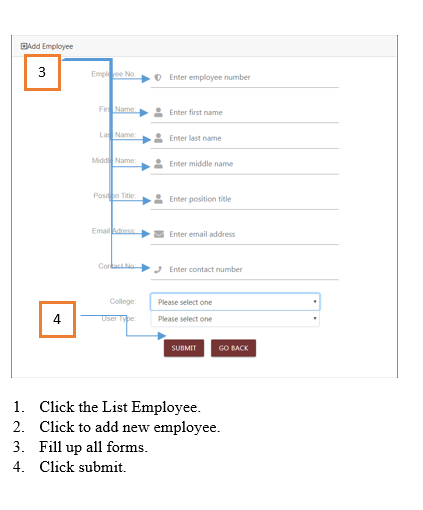 Add Employee
3
Employee No. Enter employee number
First Name: Enter first name
Last Name: Enter last name
Middle Name: Enter middle name
Position Title: Enter position title
Email Adress: Enter email address
Contact No: Enter contact number
College: Please select one
4
User Type: Please select one
SUBMIT GO BACK
1. Click the List Employee.
2. Click to add new employee.
3. Fill up all forms.
4. Click submit.